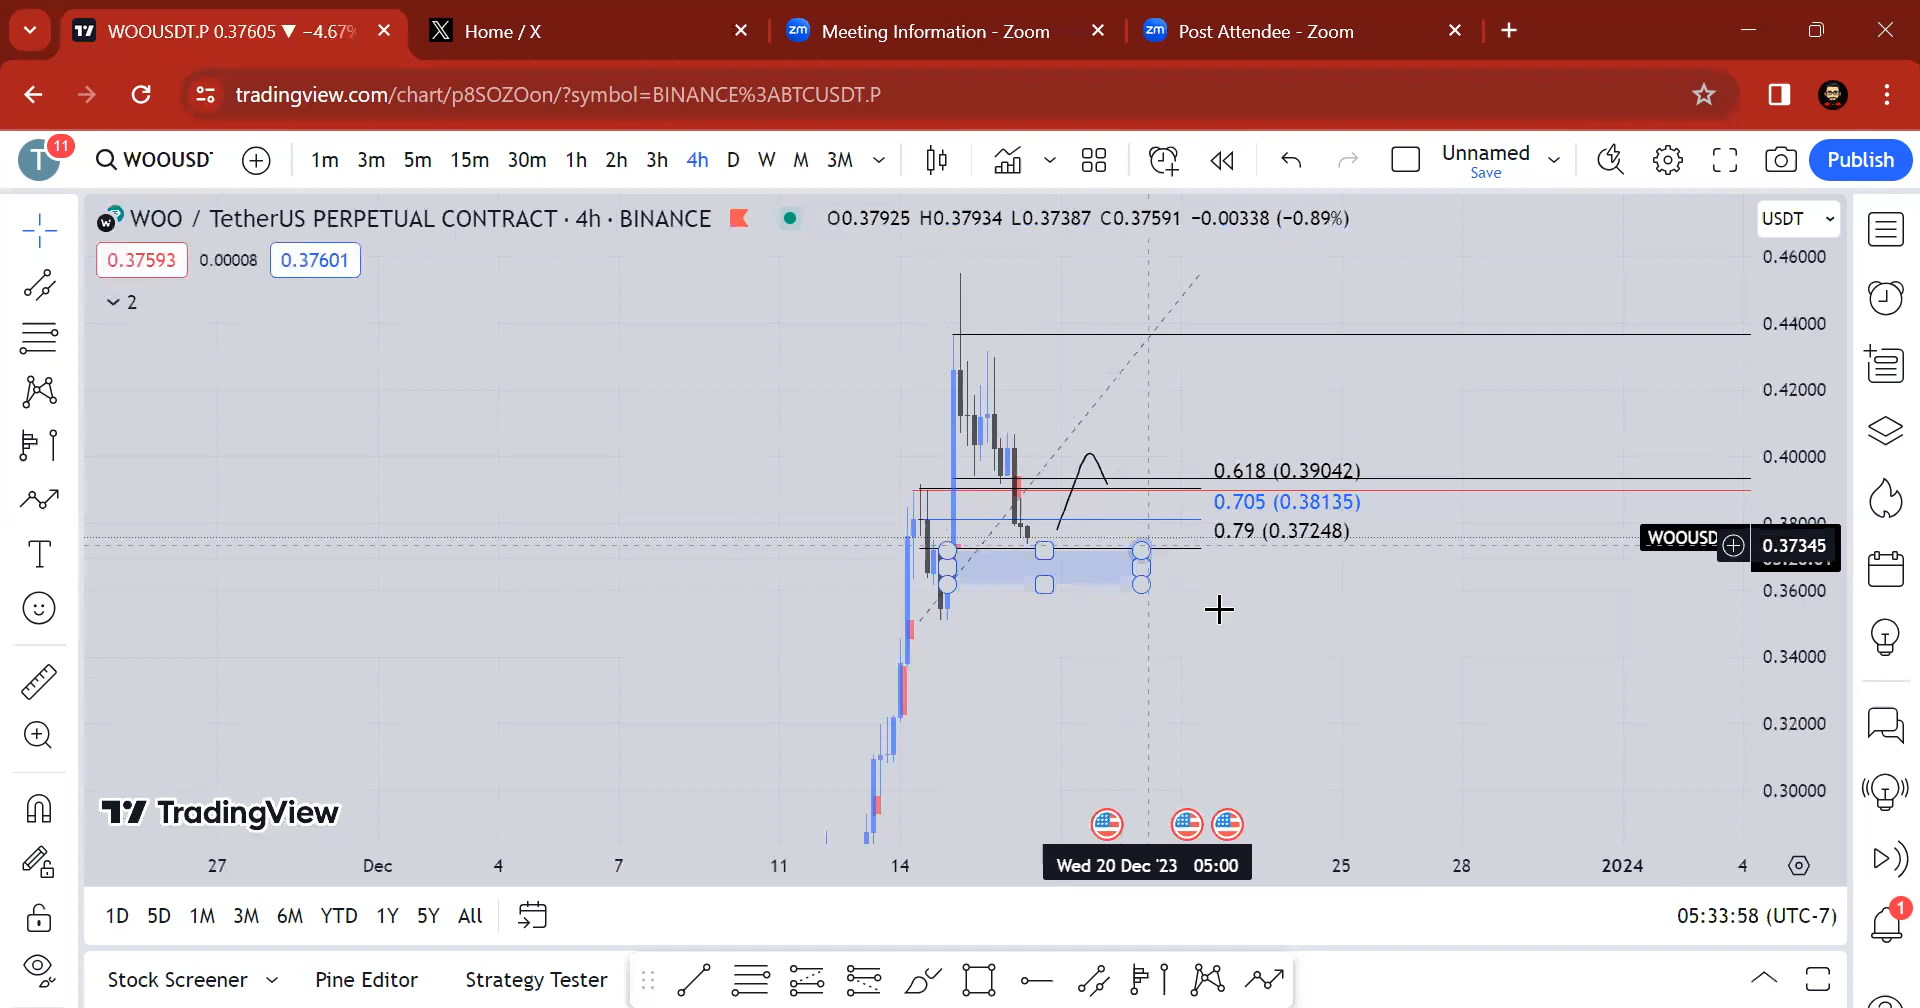 WOOUSDT.P 0.37605 ▼ −4.67%
Home / X
zm Meeting Information - Zoom
zm Post Attendee - Zoom
tradingview.com/chart/p8SOZOon/?symbol=BINANCE%3ABTCUSDT.P
T 11
WOOUSD
1m 3m 5m 15m 30m 1h 2h 3h 4h D W M 3M
Unnamed
Save
Publish
WOO / TetherUS PERPETUAL CONTRACT · 4h · BINANCE
O0.37925 H0.37934 L0.37387 C0.37591 −0.00338 (−0.89%)
USDT
0.37593 0.00008 0.37601
2
0.46000
0.44000
0.42000
0.40000
0.38000
0.36000
0.34000
0.32000
0.30000
0.618 (0.39042)
0.705 (0.38135)
0.79 (0.37248)
WOOUSD
0.37345
TradingView
27 Dec 4 7 11 14 Wed 20 Dec '23 05:00 25 28 2024 4
1D 5D 1M 3M 6M YTD 1Y 5Y All
05:33:58 (UTC-7)
1
Stock Screener Pine Editor Strategy Tester